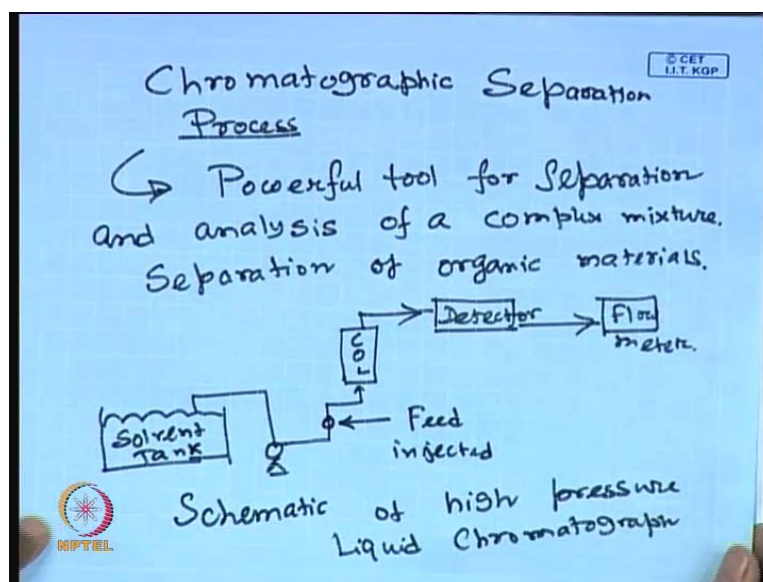 © CET
I.I.T. KGP
Chromatographic Separation
Process
Powerful tool for Separation
and analysis of a complex mixture.
Separation of organic materials.
Detector
Flow
meter.
COL
Solvent
Tank
Feed
injected
Schematic of high pressure
Liquid Chromatograph
NPTEL